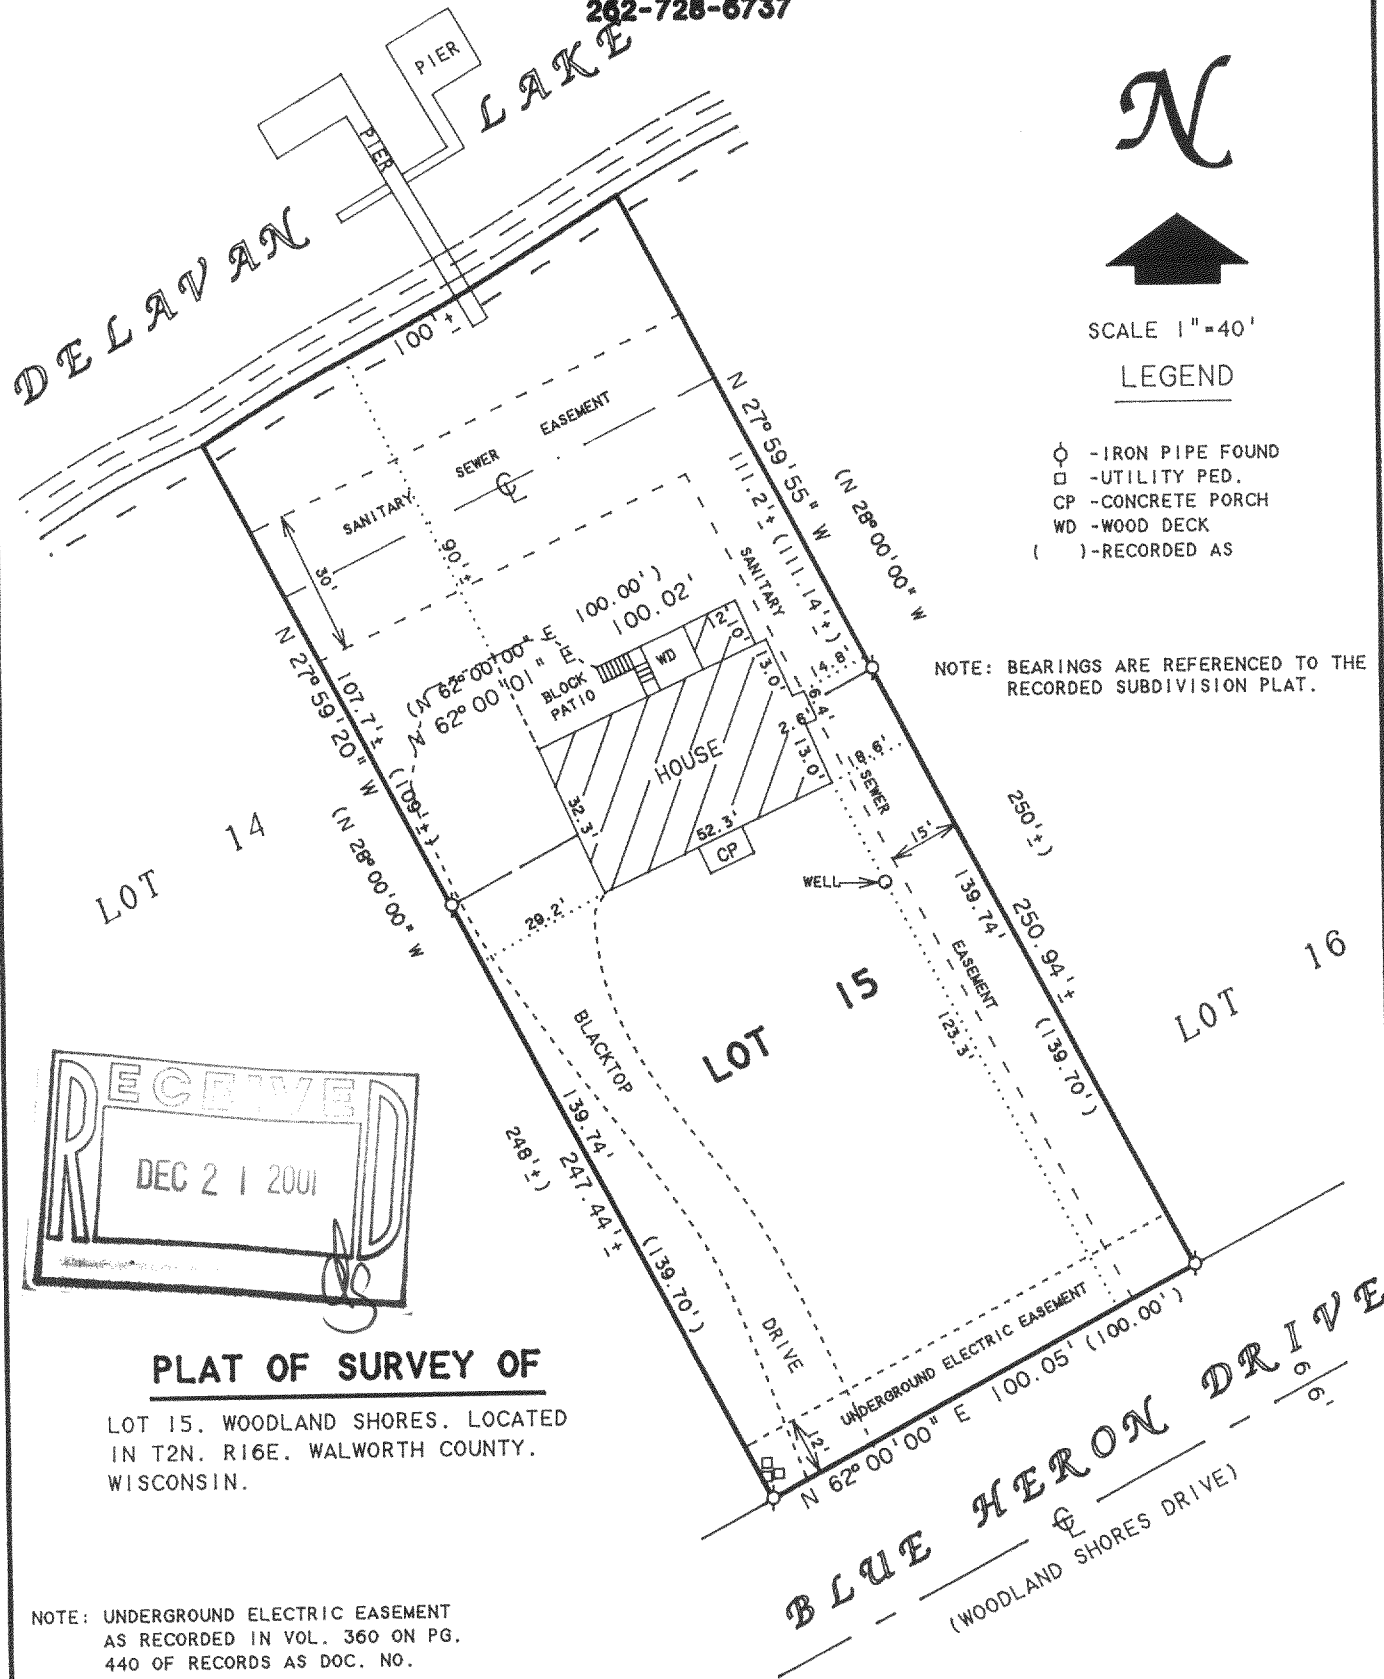 262-728-6737
PIER
PIER
DELAVAN LAKE
N
SCALE 1"=40'
LEGEND
-IRON PIPE FOUND
-UTILITY PED.
CP -CONCRETE PORCH
WD -WOOD DECK
( )-RECORDED AS
NOTE: BEARINGS ARE REFERENCED TO THE
RECORDED SUBDIVISION PLAT.
100'±
SANITARY SEWER EASEMENT
℄
30'
90'±
N 27°59'55" W
(N 28°00'00" W
111.2'± (111.14'±)
N 27°59'20" W
(N 28°00'00" W
107.7'± (109'±)
(N 62°00'00" E 100.00')
N 62°00'01" E 100.02'
BLOCK
PATIO
WD
12'
10'
13.0'
14.8'
6.4'
2.6'
13.0'
18.6'
HOUSE
32.3'
52.3'
CP
SANITARY SEWER EASEMENT
15'
WELL
29.2'
LOT 14
LOT 15
LOT 16
250'±)
139.74'
250.94'±
(139.70')
123.3'
BLACKTOP DRIVE
139.74'
248'±)
247.44'±
(139.70')
UNDERGROUND ELECTRIC EASEMENT
12'
N 62°00'00" E 100.05' (100.00')
BLUE HERON DRIVE
66'
℄
(WOODLAND SHORES DRIVE)
RECEIVED
DEC 21 2001
PLAT OF SURVEY OF
LOT 15. WOODLAND SHORES. LOCATED
IN T2N. R16E. WALWORTH COUNTY.
WISCONSIN.
NOTE: UNDERGROUND ELECTRIC EASEMENT
AS RECORDED IN VOL. 360 ON PG.
440 OF RECORDS AS DOC. NO.